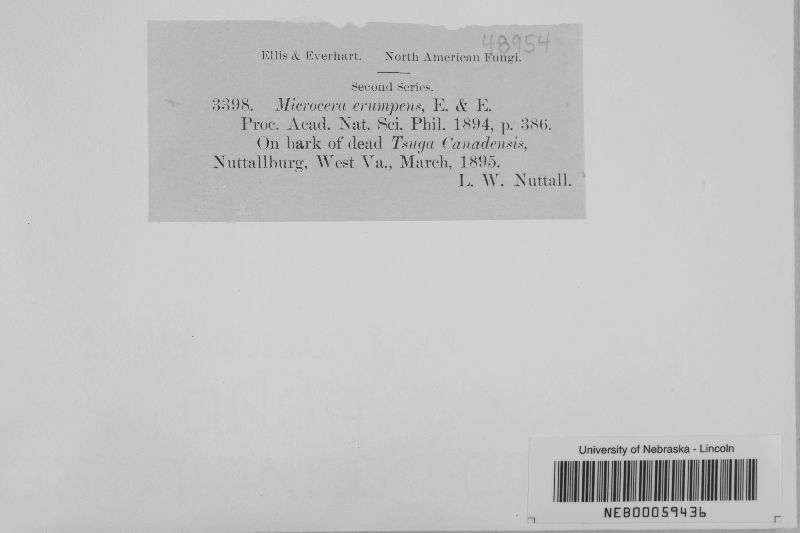 48954
Ellis & Everhart. North American Fungi.
Second Series.
3398. Microcera erumpens, E. & E.
Proc. Acad. Nat. Sci. Phil. 1894, p. 386.
On bark of dead Tsuga Canadensis,
Nuttallburg, West Va., March, 1895.
L. W. Nuttall.
University of Nebraska - Lincoln
NEB00059436